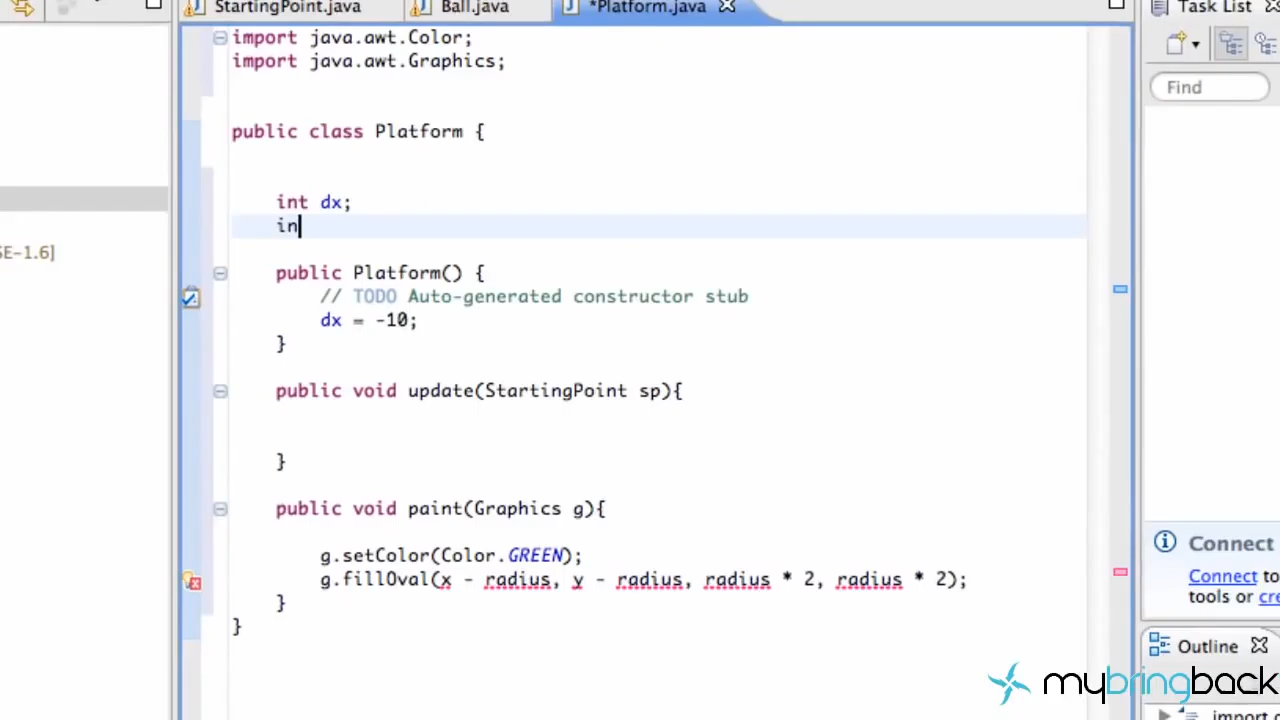 StartingPoint.java Ball.java *Platform.java Task List
import java.awt.Color;
import java.awt.Graphics;
Find
public class Platform {
int dx;
in
SE-1.6]
public Platform() {
// TODO Auto-generated constructor stub
dx = -10;
}
public void update(StartingPoint sp){
}
public void paint(Graphics g){
g.setColor(Color.GREEN);
g.fillOval(x - radius, y - radius, radius * 2, radius * 2);
}
}
Connect
Connect to
tools or cre
Outline
mybringback
import c